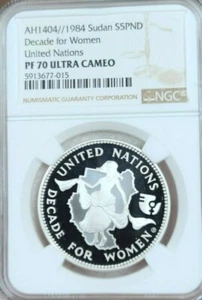 AH1404//1984 Sudan S5PND
Decade for Women
United Nations
PF 70 ULTRA CAMEO
5913677-015
NUMISMATIC GUARANTY CORPORATION
NGC
UNITED NATIONS
DECADE FOR WOMEN